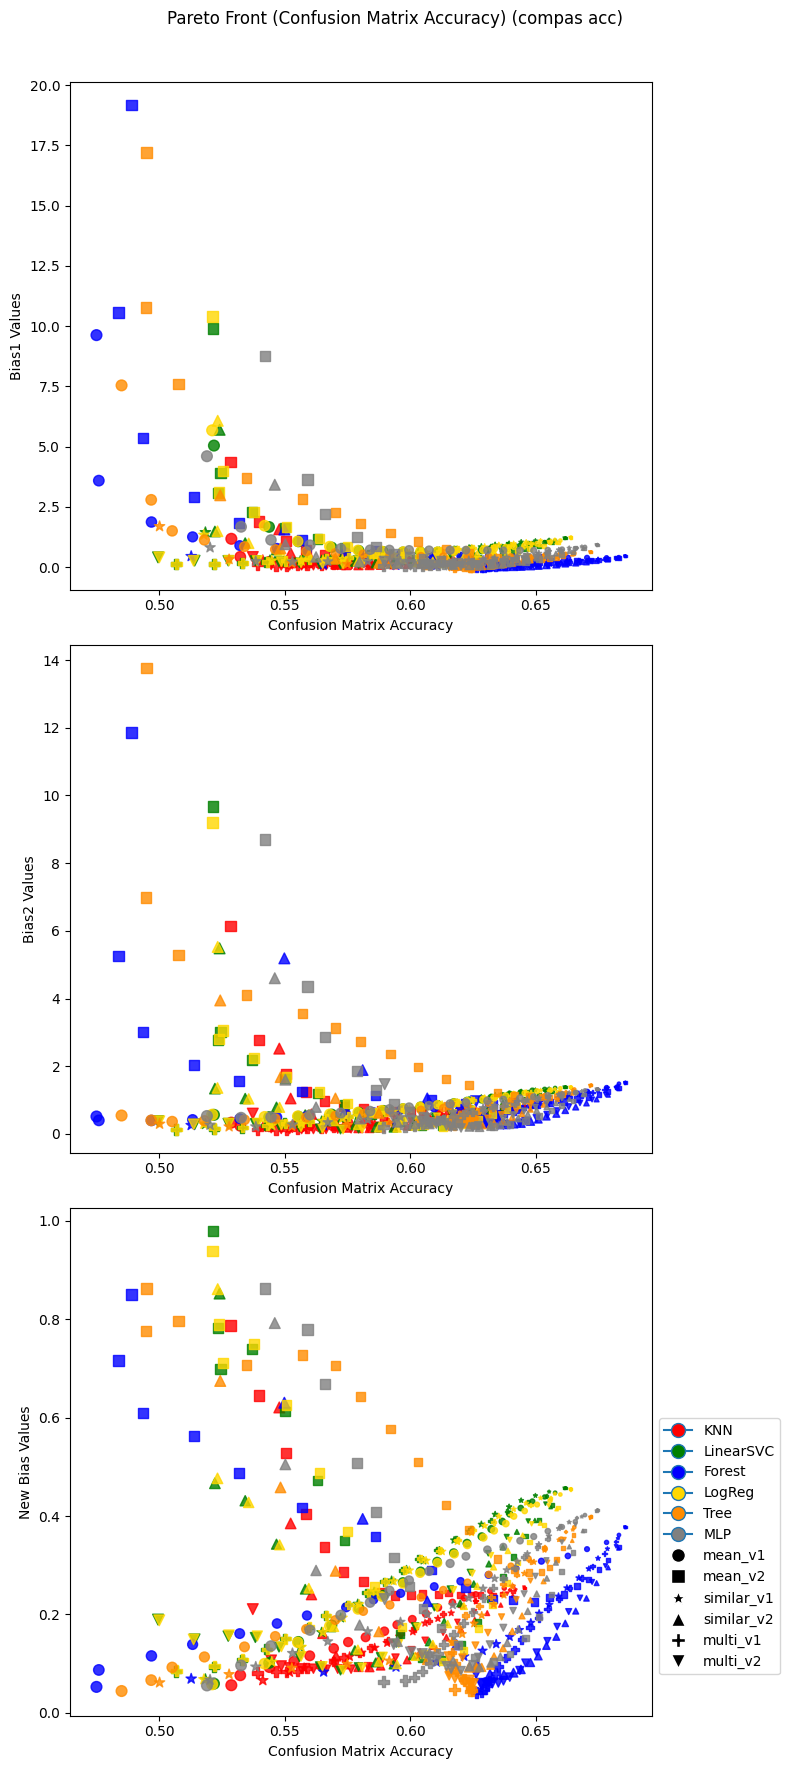 Pareto Front (Confusion Matrix Accuracy) (compas acc)
20.0
17.5
15.0
12.5
10.0
7.5
5.0
2.5
0.0
Bias1 Values
0.50 0.55 0.60 0.65
Confusion Matrix Accuracy
14
12
10
8
6
4
2
0
Bias2 Values
0.50 0.55 0.60 0.65
Confusion Matrix Accuracy
1.0
0.8
0.6
0.4
0.2
0.0
New Bias Values
0.50 0.55 0.60 0.65
Confusion Matrix Accuracy
KNN
LinearSVC
Forest
LogReg
Tree
MLP
mean_v1
mean_v2
similar_v1
similar_v2
multi_v1
multi_v2